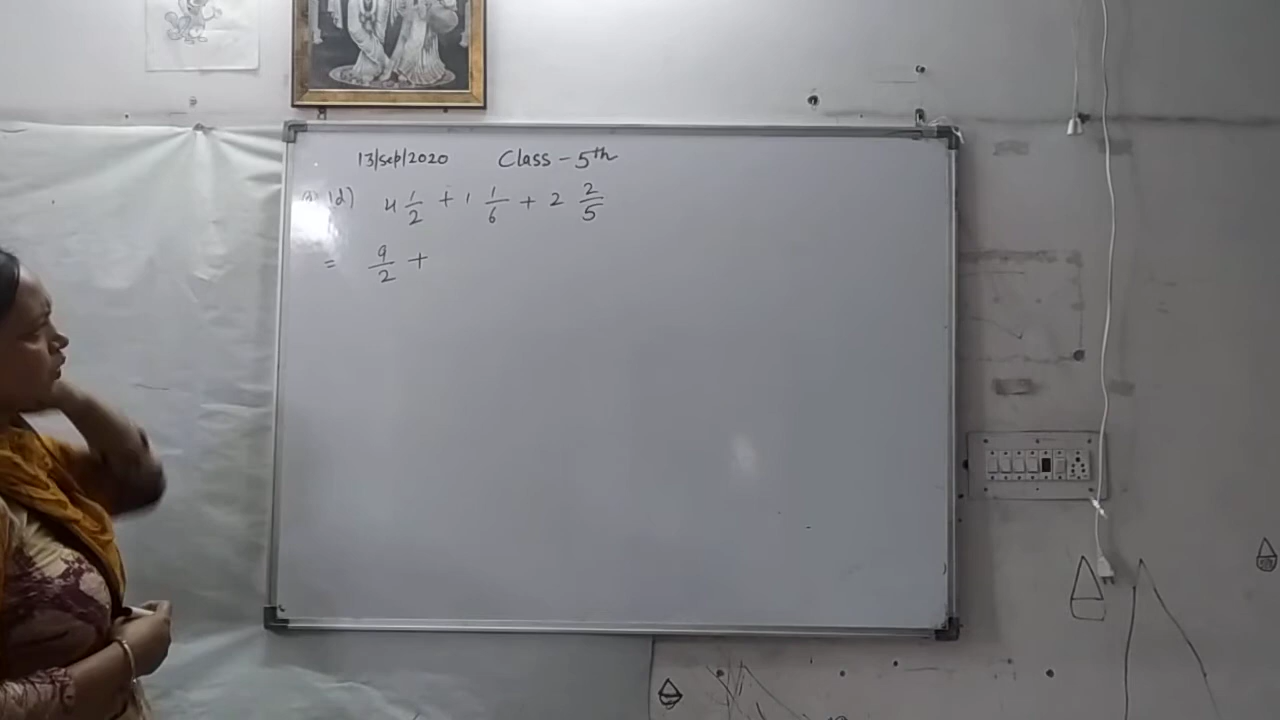 13/sep/2020 Class - 5th
d) 4 1/2 + 1 1/6 + 2 2/5
= 9/2 +